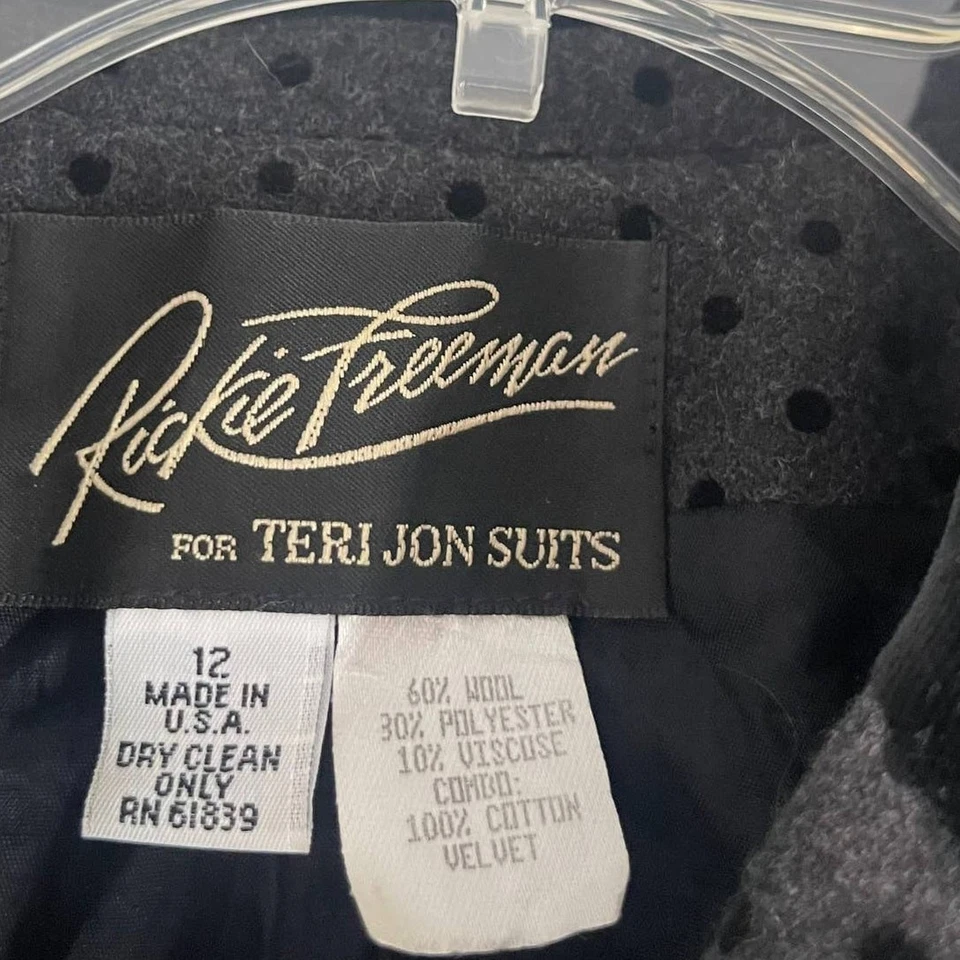 Rickie Freeman
FOR TERI JON SUITS
12
MADE IN
U.S.A.
DRY CLEAN
ONLY
RN 61839
60% WOOL
30% POLYESTER
10% VISCOSE
COMBO:
100% COTTON
VELVET